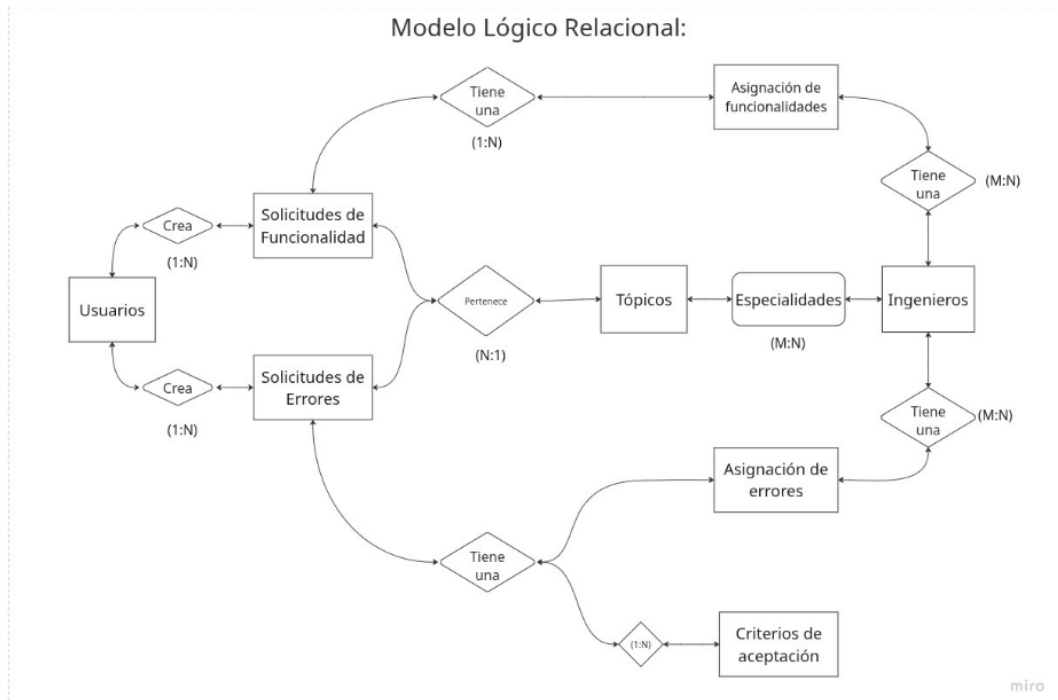 Modelo Lógico Relacional:
Tiene
una
(1:N)
Asignación de
funcionalidades
Tiene
una
(M:N)
Solicitudes de
Funcionalidad
Crea
(1:N)
Usuarios
Pertenece
(N:1)
Tópicos
Especialidades
(M:N)
Ingenieros
Crea
(1:N)
Solicitudes de
Errores
Tiene
una
(M:N)
Asignación de
errores
Tiene
una
(1:N)
Criterios de
aceptación
miro